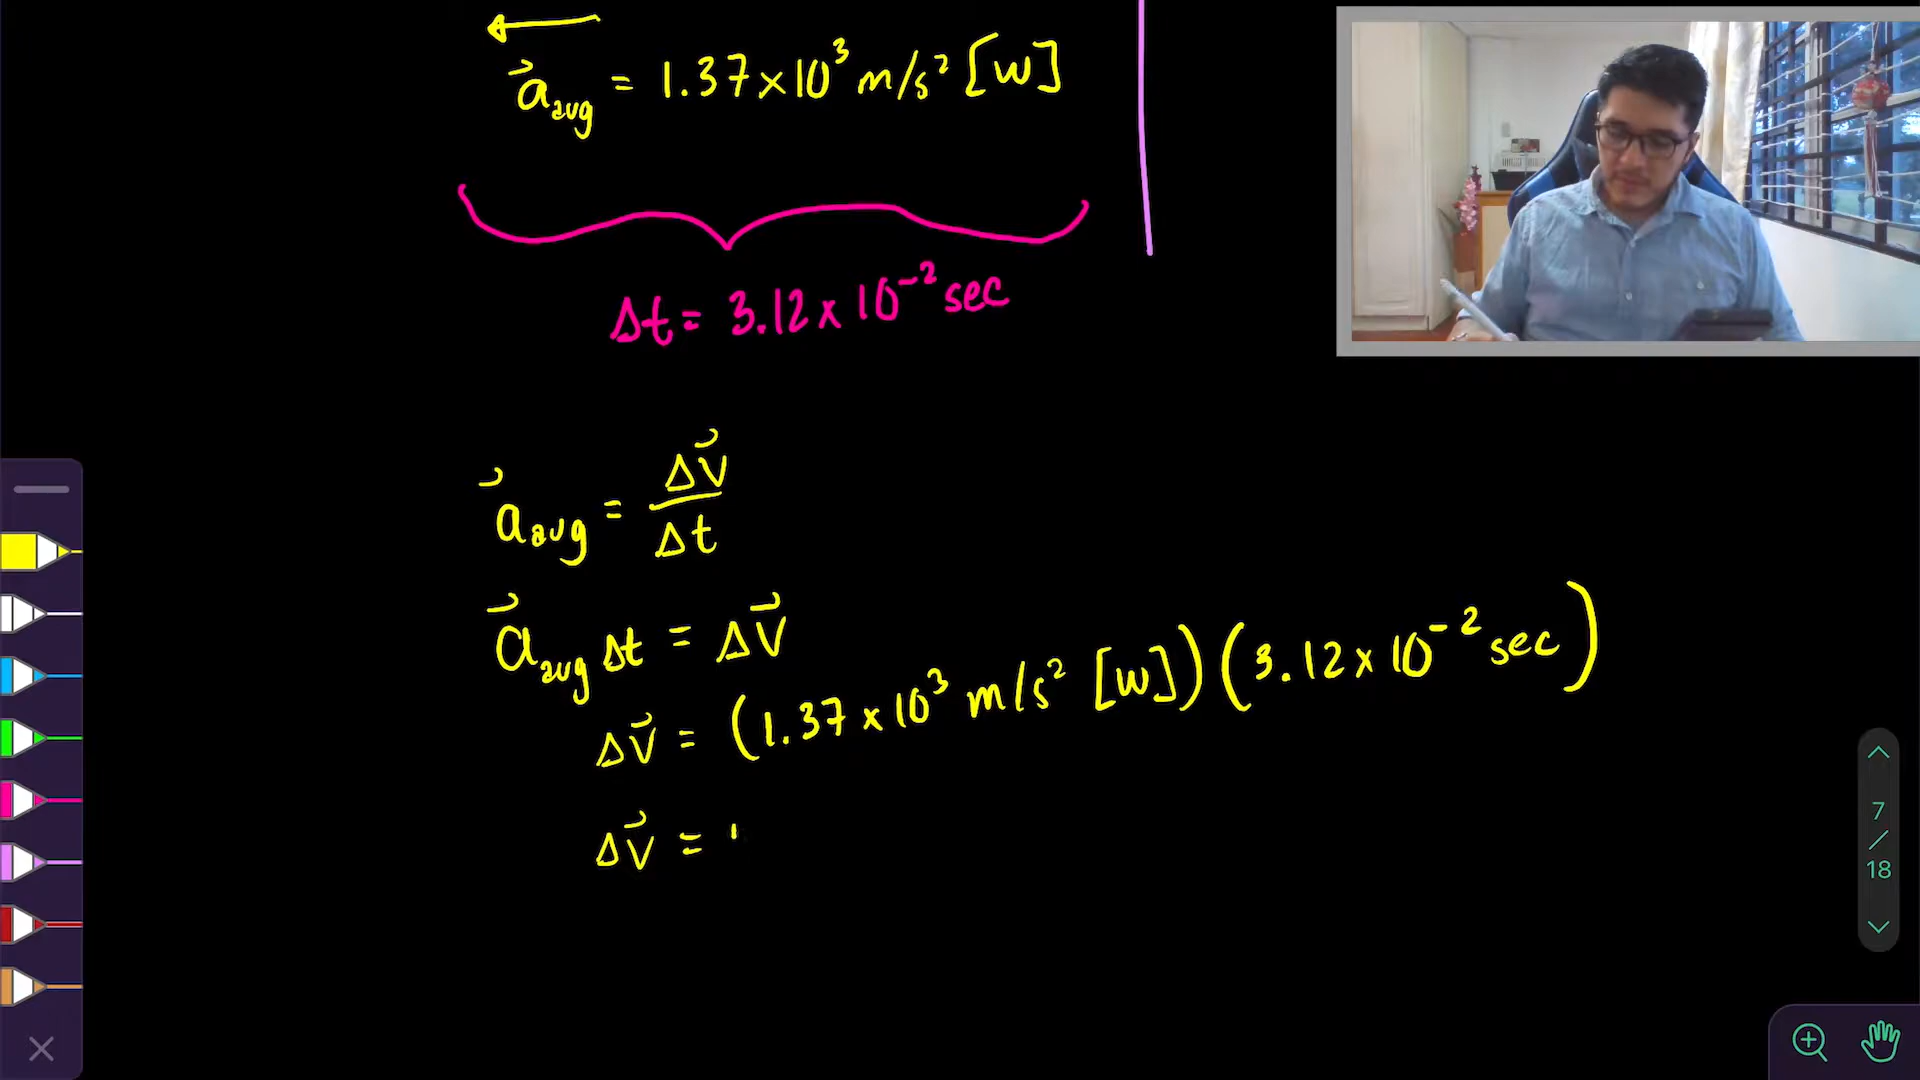 a⃗avg = 1.37×10³ m/s² [W]
Δt = 3.12 × 10⁻² sec
a⃗avg = Δv⃗/Δt
a⃗avg Δt = Δv⃗
Δv⃗ = (1.37 × 10³ m/s² [W])(3.12 × 10⁻² sec)
Δv⃗ =
7
/
18